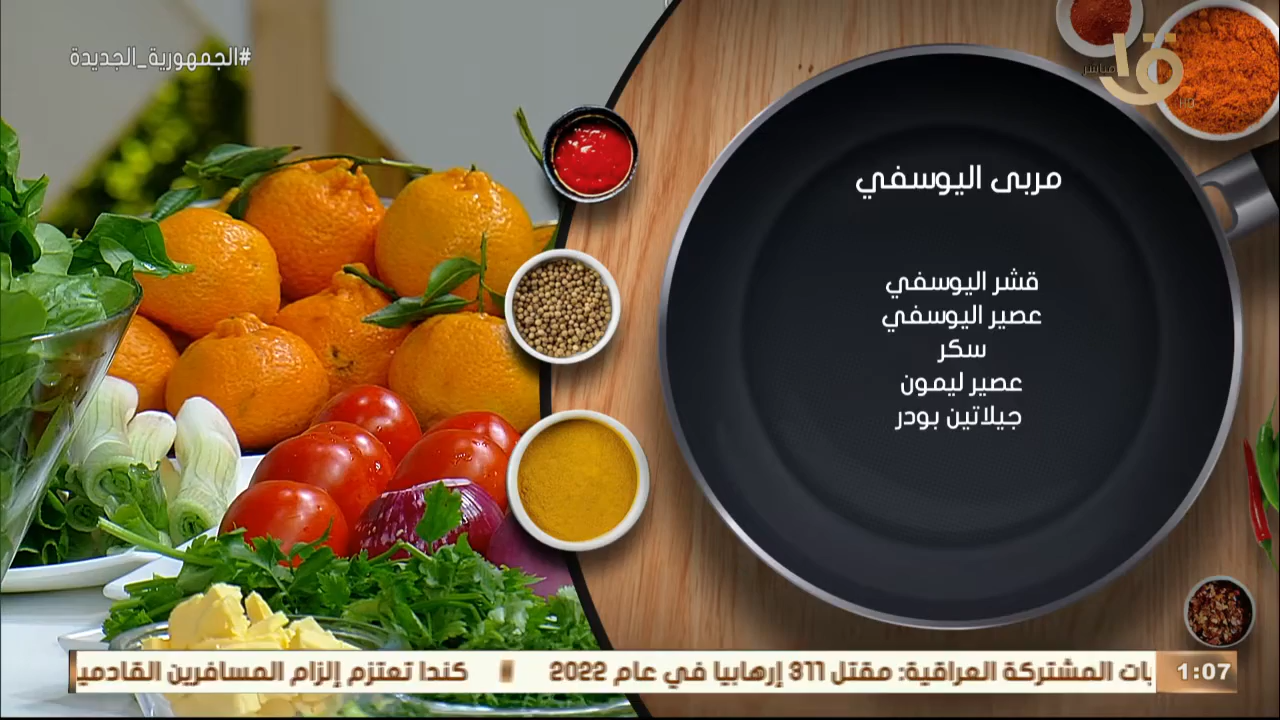 #الجمهورية_الجديدة
مباشر
مربى اليوسفي
قشر اليوسفي
عصير اليوسفي
سكر
عصير ليمون
جيلاتين بودر
بات المشتركة العراقية: مقتل 311 إرهابيا في عام 2022
كندا تعتزم إلزام المسافرين القادمي
1:07